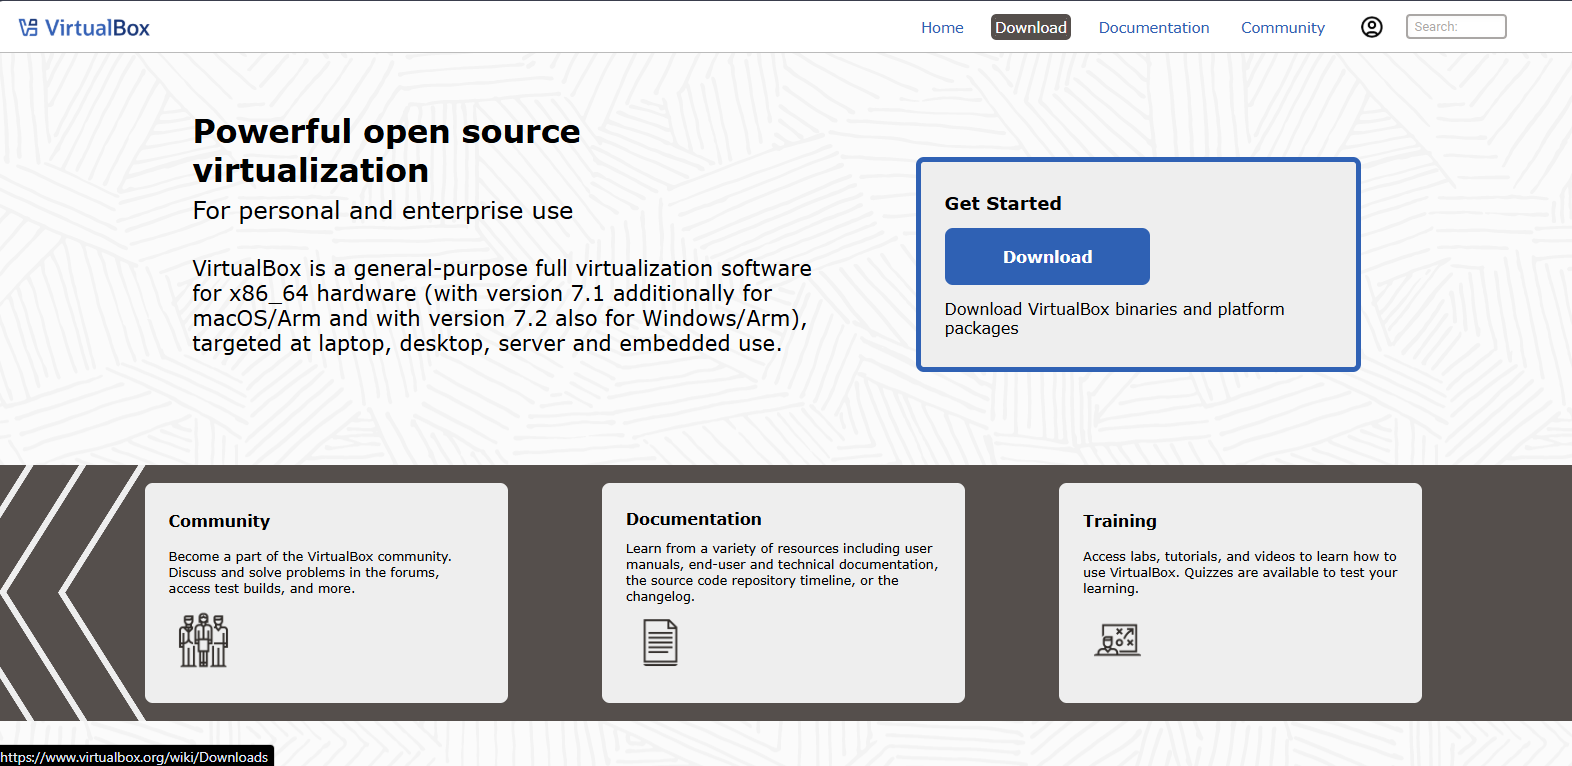 VirtualBox
Home
Download
Documentation
Community
Search:
Powerful open source
virtualization
For personal and enterprise use
VirtualBox is a general-purpose full virtualization software
for x86_64 hardware (with version 7.1 additionally for
macOS/Arm and with version 7.2 also for Windows/Arm),
targeted at laptop, desktop, server and embedded use.
Get Started
Download
Download VirtualBox binaries and platform
packages
Community
Become a part of the VirtualBox community.
Discuss and solve problems in the forums,
access test builds, and more.
Documentation
Learn from a variety of resources including user
manuals, end-user and technical documentation,
the source code repository timeline, or the
changelog.
Training
Access labs, tutorials, and videos to learn how to
use VirtualBox. Quizzes are available to test your
learning.
https://www.virtualbox.org/wiki/Downloads